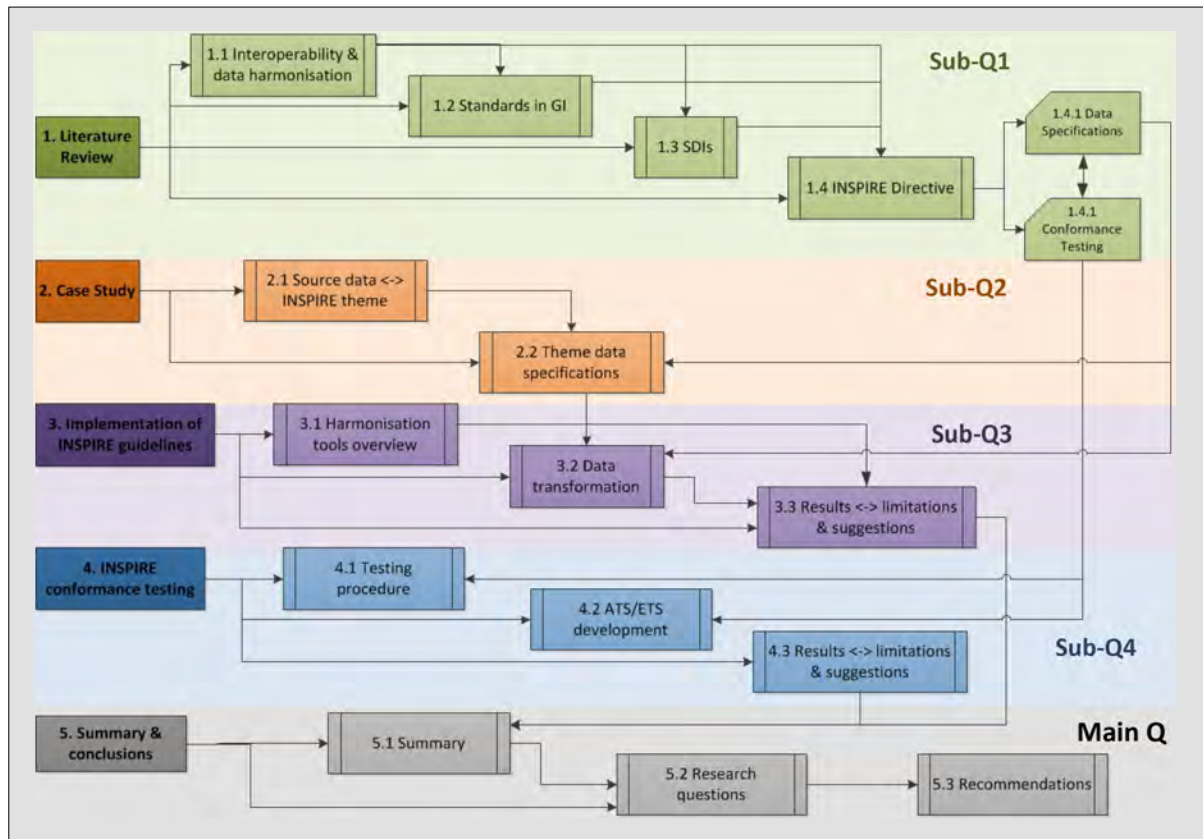 1.1 Interoperability &
data harmonisation
Sub-Q1
1.2 Standards in GI
1.4.1 Data
Specifications
1. Literature
Review
1.3 SDIs
1.4 INSPIRE Directive
1.4.1
Conformance
Testing
2. Case Study
2.1 Source data <->
INSPIRE theme
Sub-Q2
2.2 Theme data
specifications
3. Implementation of
INSPIRE guidelines
3.1 Harmonisation
tools overview
Sub-Q3
3.2 Data
transformation
3.3 Results <-> limitations
& suggestions
4. INSPIRE
conformance testing
4.1 Testing
procedure
4.2 ATS/ETS
development
Sub-Q4
4.3 Results <-> limitations
& suggestions
5. Summary &
conclusions
5.1 Summary
Main Q
5.2 Research
questions
5.3 Recommendations